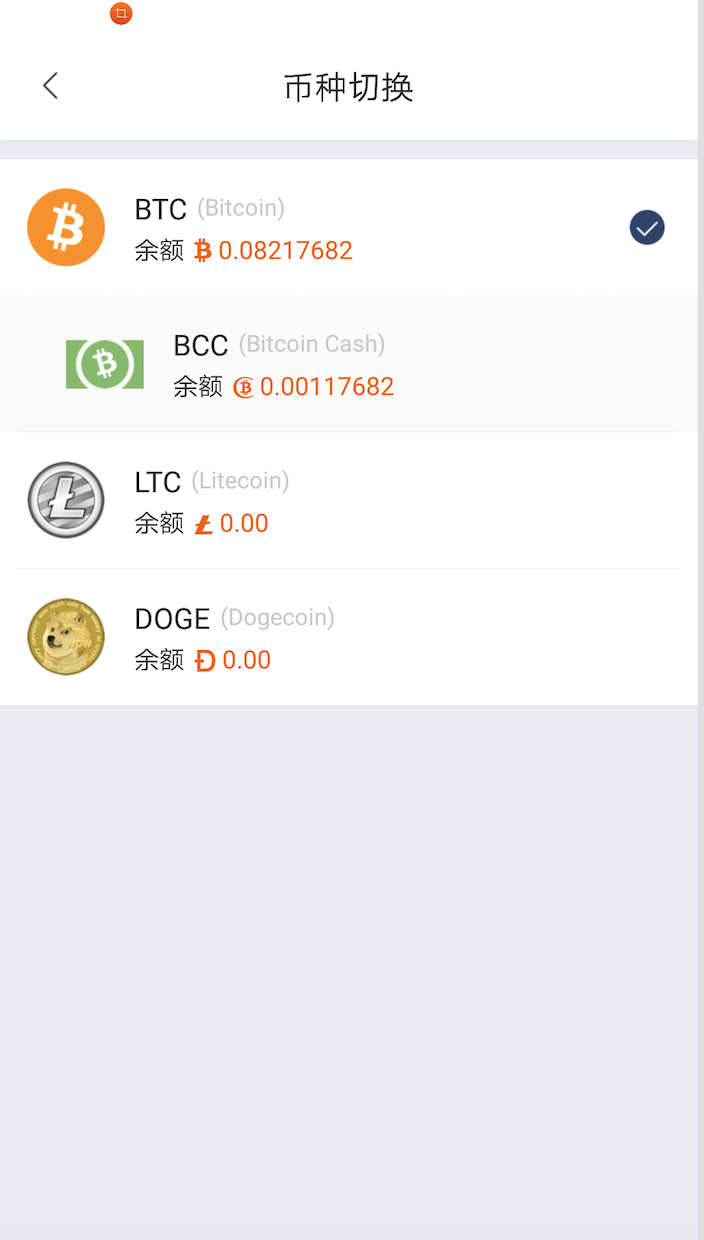 币种切换
BTC (Bitcoin)
余额 ₿ 0.08217682
BCC (Bitcoin Cash)
余额 ₿ 0.00117682
LTC (Litecoin)
余额 Ł 0.00
DOGE (Dogecoin)
余额 Ð 0.00